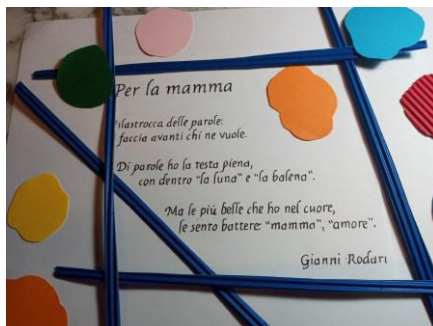 Per la mamma
Filastrocca delle parole:
faccia avanti chi ne vuole.
Di parole ho la testa piena,
con dentro "la luna" e "la balena".
Ma le più belle che ho nel cuore,
le sento battere: "mamma", "amore".
Gianni Rodari